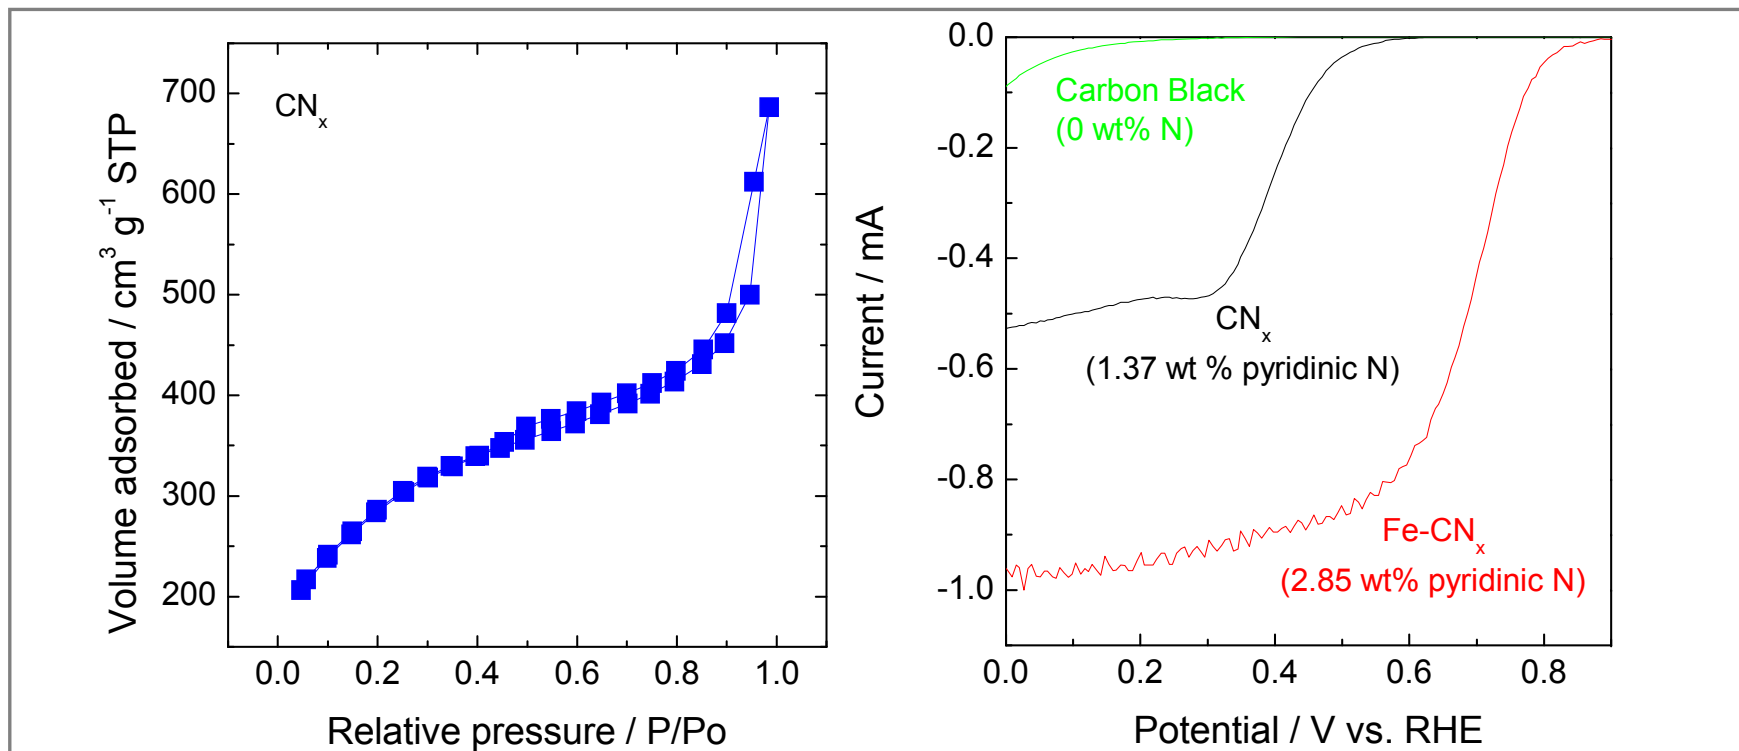 700
600
500
400
300
200
Volume adsorbed / cm³ g⁻¹ STP
CNₓ
0.0 0.2 0.4 0.6 0.8 1.0
Relative pressure / P/Po
0.0
-0.2
-0.4
-0.6
-0.8
-1.0
Current / mA
Carbon Black
(0 wt% N)
CNₓ
(1.37 wt % pyridinic N)
Fe-CNₓ
(2.85 wt% pyridinic N)
0.0 0.2 0.4 0.6 0.8
Potential / V vs. RHE